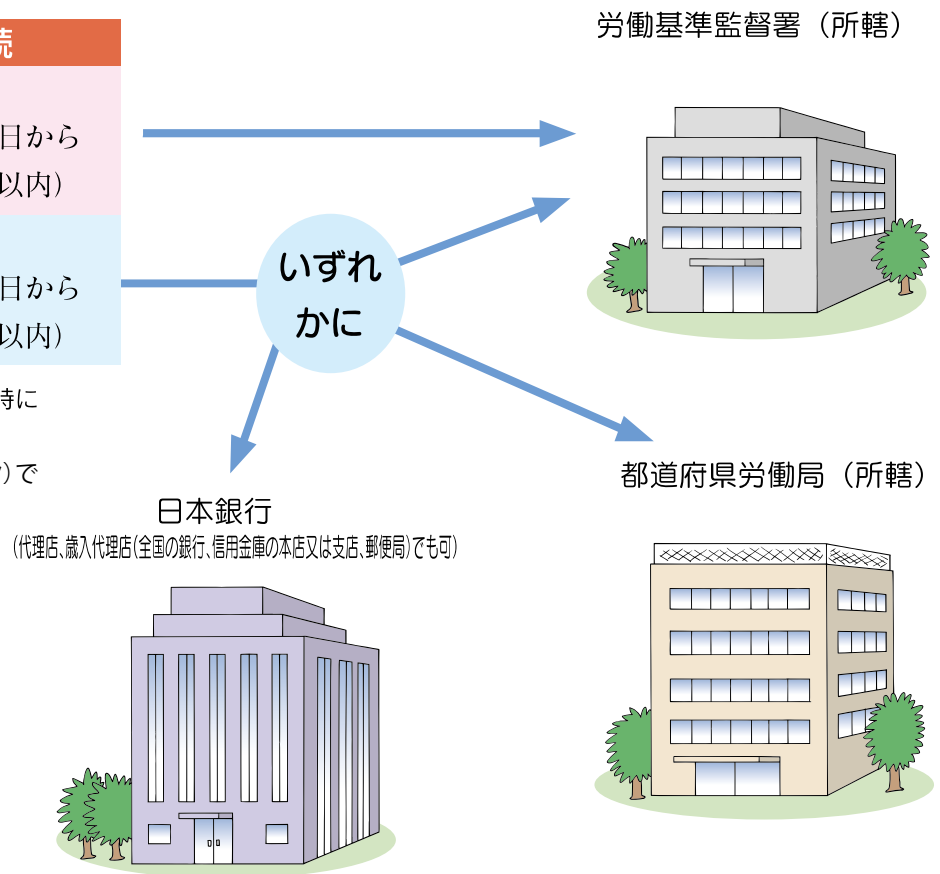 続
日から
以内）
日から
以内）
時に
）で
いずれ
かに
労働基準監督署（所轄）
都道府県労働局（所轄）
日本銀行
（代理店、歳入代理店（全国の銀行、信用金庫の本店又は支店、郵便局）でも可）